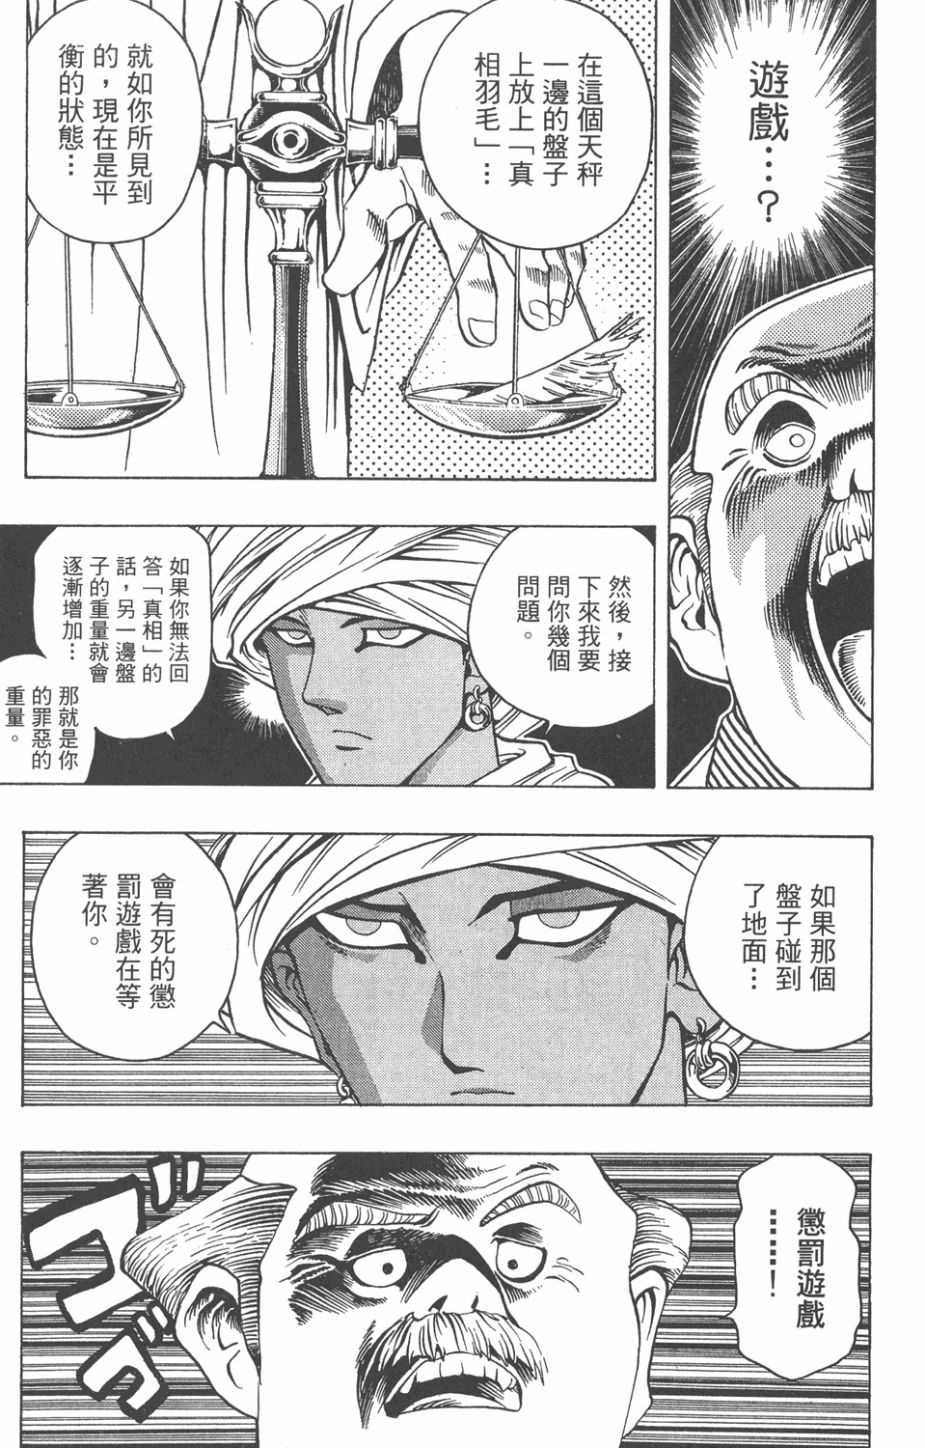 遊戲…？
在這個天秤
一邊的盤子
上放上「真
相羽毛」…
就如你所見到
的，現在是平
衡的狀態…
然後，接
下來我要
問你幾個
問題。
如果你無法回
答「真相」的
話，另一邊盤
子的重量就會
逐漸增加…
那就是你
的罪惡的
重量。
如果那個
盤子碰到
了地面…
會有死的懲
罰遊戲在等
著你。
懲罰遊戲
……！
ゴゴゴ